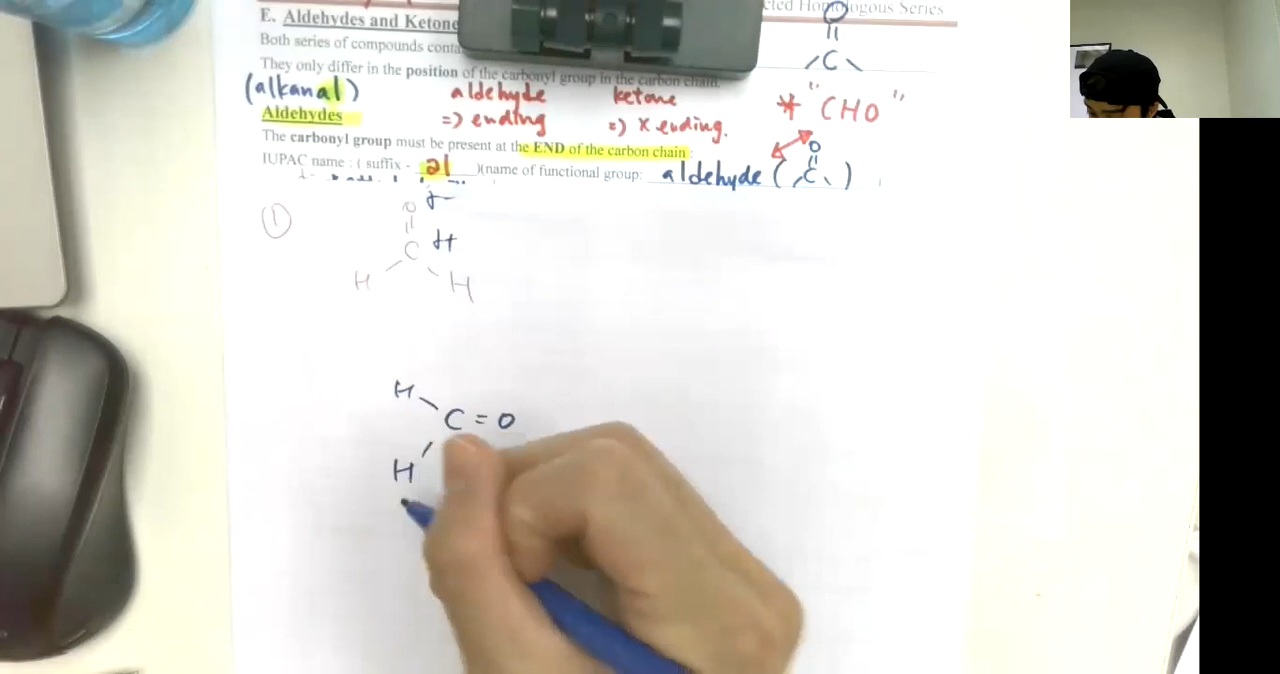 cted Homologous Series
E. Aldehydes and Ketone
Both series of compounds conta
They only differ in the position of the carbonyl group in the carbon chain.
O
C
(alkanal)
aldehyde
ketone
"CHO"
Aldehydes
=) ending
=) X ending.
The carbonyl group must be present at the END of the carbon chain
IUPAC name : ( suffix - al )(name of functional group: aldehyde ( C )
O
1
O
C
H
H
H
C = O
H